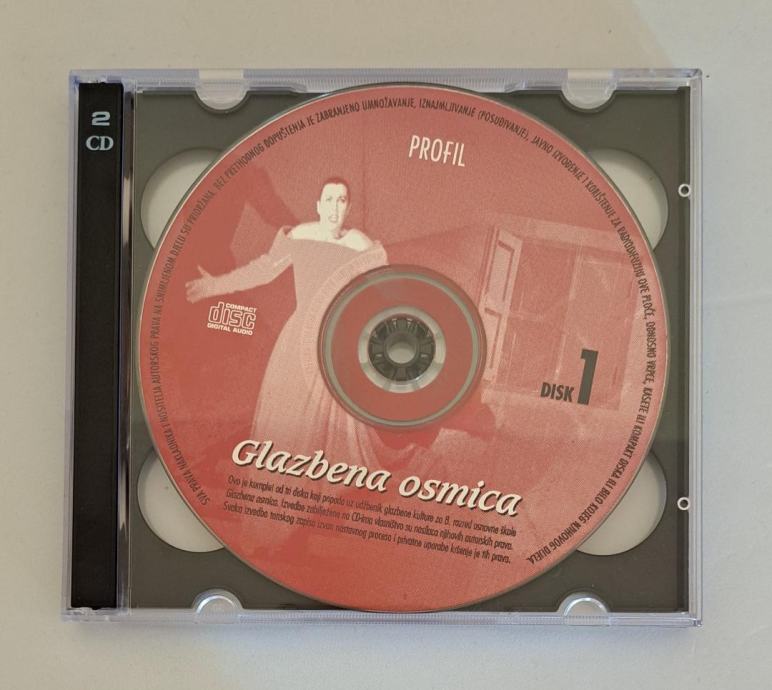 2
CD
PROFIL
SVA PRAVA NAKLADNIKA I NOSITELJA AUTORSKOG PRAVA NA SNIMLJENOM DJELU SU PRIDRŽANA. BEZ PRETHODNOG DOPUŠTENJA JE ZABRANJENO UMNOŽAVANJE, IZNAJMLJIVANJE (POSUĐIVANJE), JAVNO IZVOĐENJE I KORIŠTENJE ZA RADIODIFUZIJU OVE PLOČE, ODNOSNO VRPCE, KASETE ILI KOMPAKT DISKA ILI BILO KOJEG NJIHOVOG DIJELA
COMPACT
disc
DIGITAL AUDIO
DISK 1
Glazbena osmica
Ovo je komplet od tri diska koji pripada uz udžbenik glazbene kulture za 8. razred osnovne škole
Glazbena osmica. Izvedbe zabilježene na CD-ima vlasništvo su nosilaca njihovih autorskih prava.
Svaka izvedba tonskog zapisa izvan nastavnog procesa i privatne uporabe kršenje je tih prava.